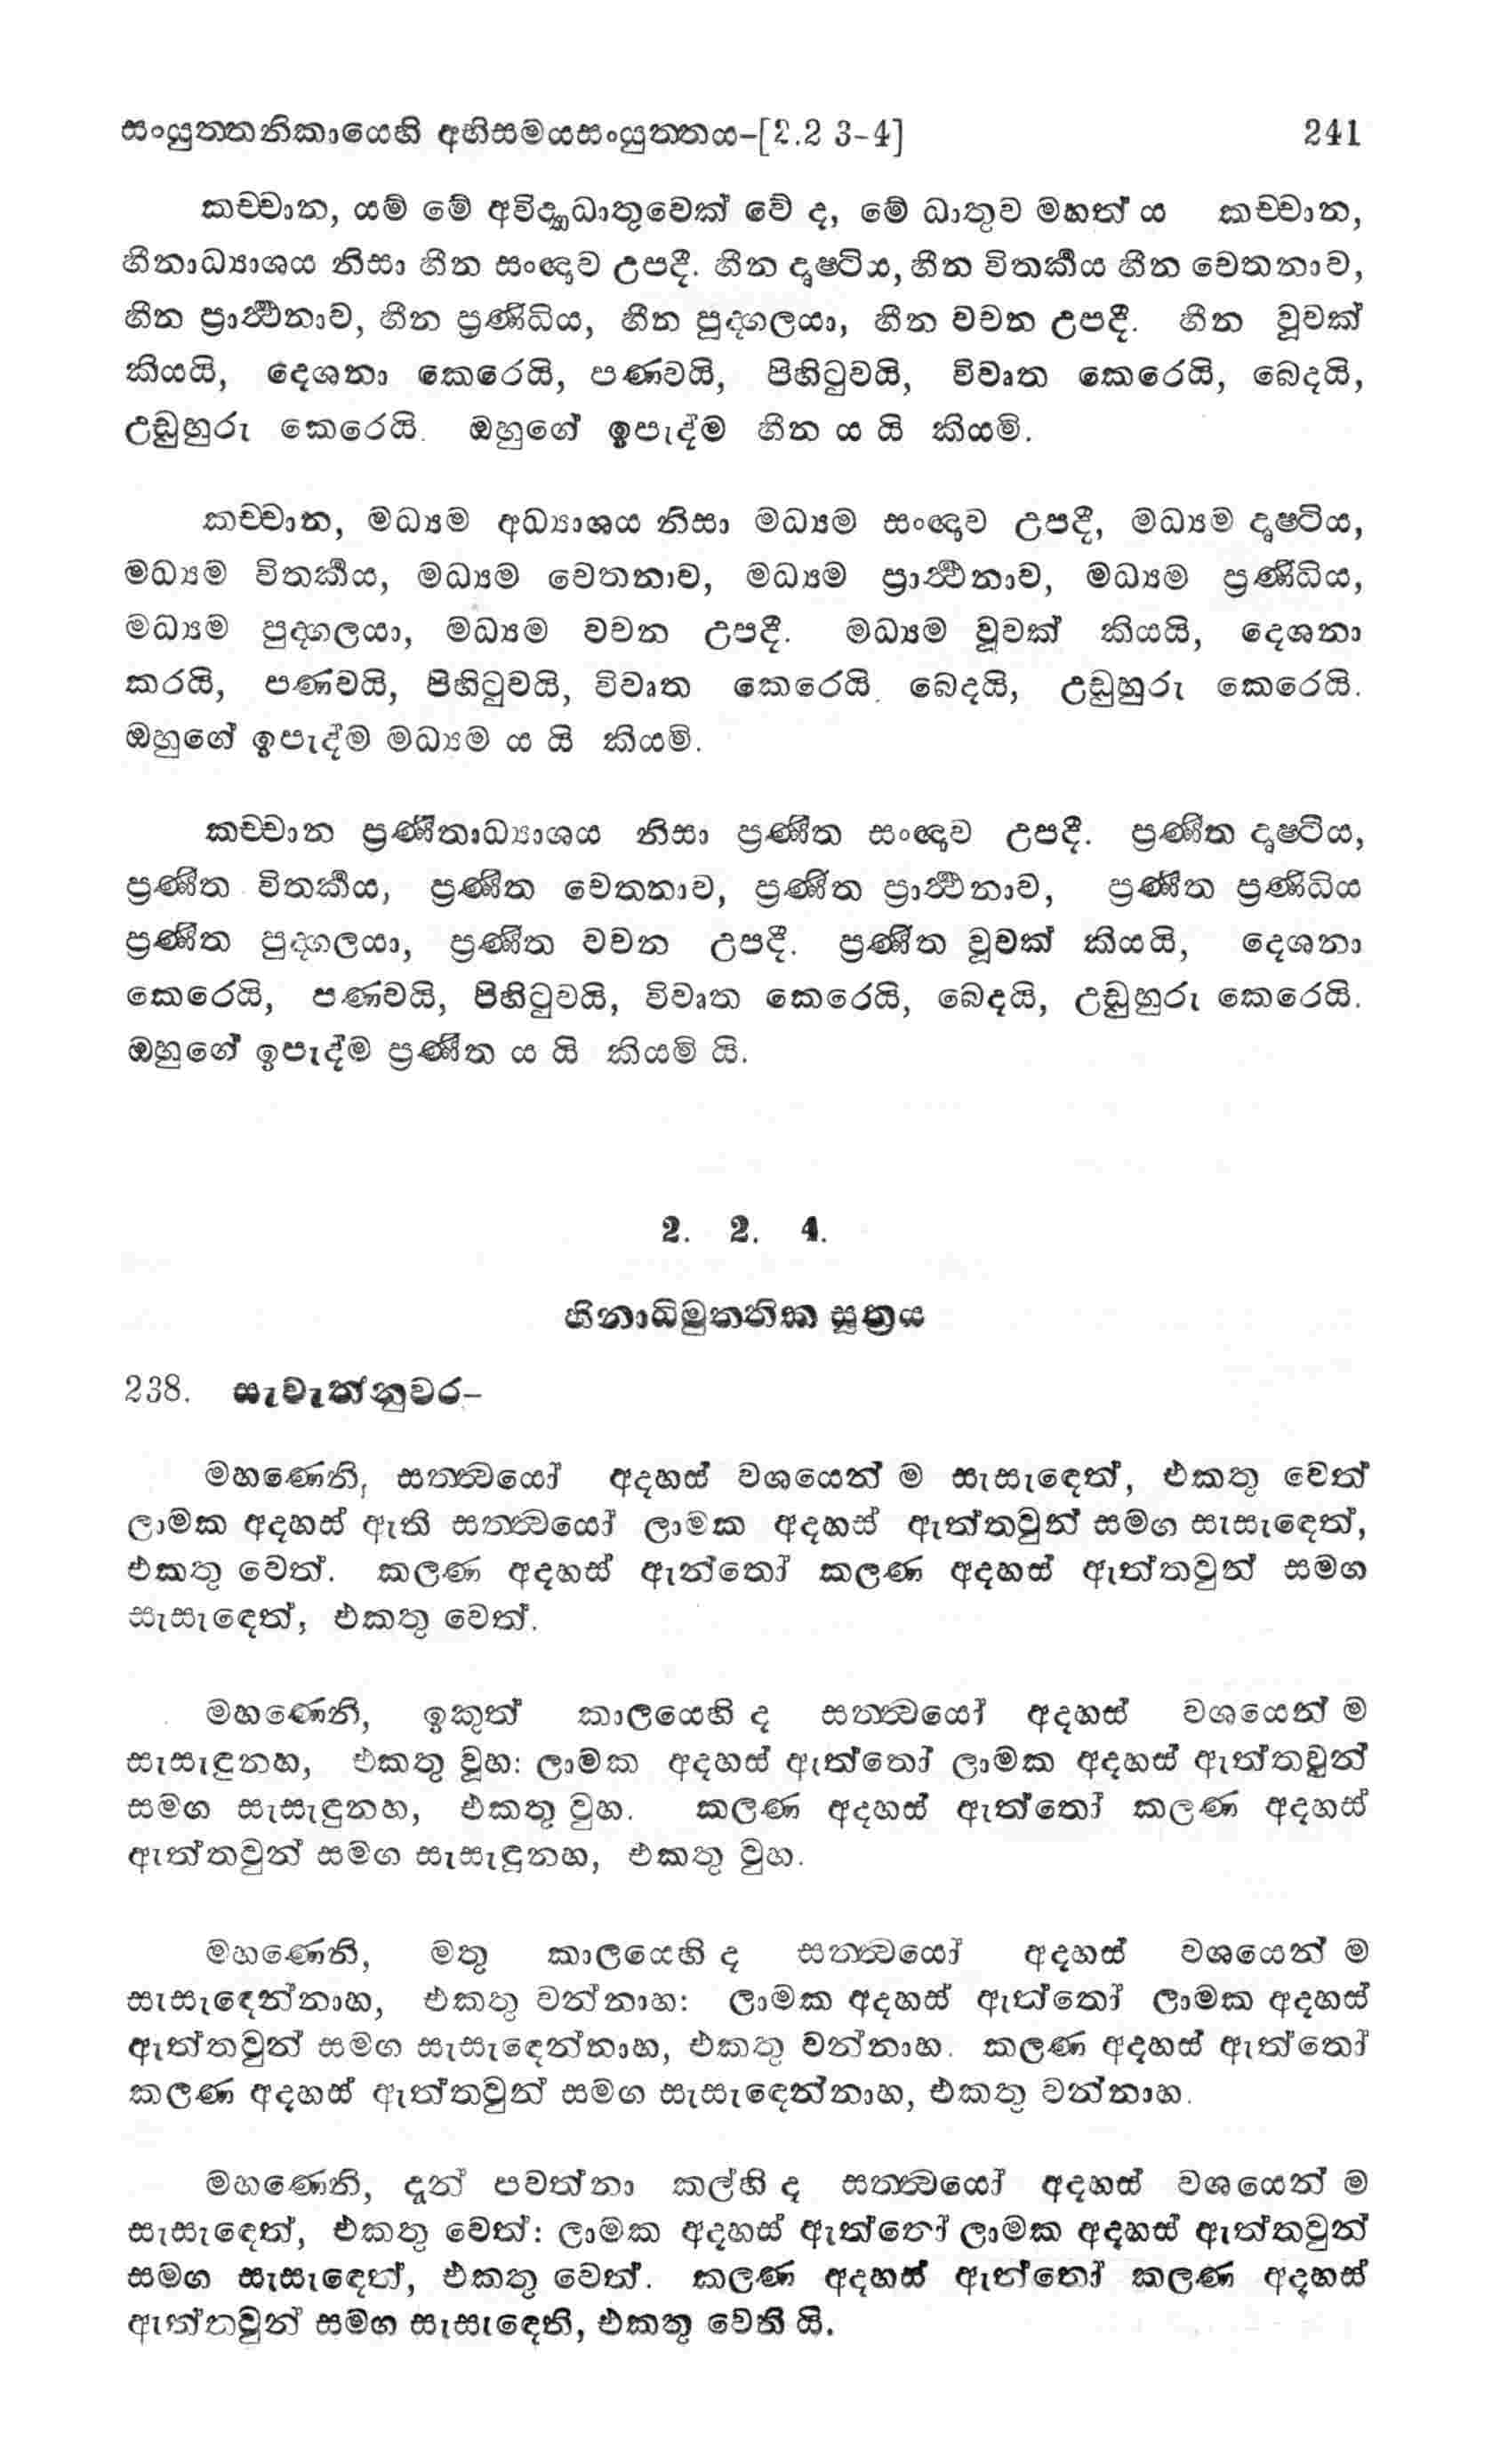 සංයුත්තනිකායෙහි අභිසමයසංයුත්තය-[2.2 3-4] 241
කච්චාන, යම් මේ අවිද්‍යාධාතුවෙක් වේ ද, මේ ධාතුව මහත් ය කච්චාන,
හීනාධ්‍යාශය නිසා හීන සංඥාව උපදී. හීන දෘෂ්ටිය, හීන විතර්කය හීන චෙතනාව,
හීන ප්‍රාර්ථනාව, හීන ප්‍රණිධිය, හීන පුද්ගලයා, හීන වචන උපදී. හීන වූවක්
කියයි, දෙශනා කෙරෙයි, පණවයි, පිහිටුවයි, විවෘත කෙරෙයි, බෙදයි,
උඩුහුරු කෙරෙයි. ඔහුගේ ඉපැද්ම හීන ය යි කියමි.
කච්චාන, මධ්‍යම අධ්‍යාශය නිසා මධ්‍යම සංඥාව උපදී, මධ්‍යම දෘෂ්ටිය,
මධ්‍යම විතර්කය, මධ්‍යම චෙතනාව, මධ්‍යම ප්‍රාර්ථනාව, මධ්‍යම ප්‍රණිධිය,
මධ්‍යම පුද්ගලයා, මධ්‍යම වචන උපදී. මධ්‍යම වූවක් කියයි, දෙශනා
කරයි, පණවයි, පිහිටුවයි, විවෘත කෙරෙයි. බෙදයි, උඩුහුරු කෙරෙයි.
ඔහුගේ ඉපැද්ම මධ්‍යම ය යි කියමි.
කච්චාන ප්‍රණීතාධ්‍යාශය නිසා ප්‍රණීත සංඥාව උපදී. ප්‍රණීත දෘෂ්ටිය,
ප්‍රණීත විතර්කය, ප්‍රණීත චෙතනාව, ප්‍රණීත ප්‍රාර්ථනාව, ප්‍රණීත ප්‍රණිධිය
ප්‍රණීත පුද්ගලයා, ප්‍රණීත වචන උපදී. ප්‍රණීත වූවක් කියයි, දෙශනා
කෙරෙයි, පණවයි, පිහිටුවයි, විවෘත කෙරෙයි, බෙදයි, උඩුහුරු කෙරෙයි.
ඔහුගේ ඉපැද්ම ප්‍රණීත ය යි කියමි යි.
2. 2. 4.
හිනාධිමුත්තික සූත්‍රය
238. සැවැත්නුවර-
මහණෙනි, සත්ත්‍වයෝ අදහස් වශයෙන් ම සැසැඳෙත්, එකතු වෙත්
ලාමක අදහස් ඇති සත්ත්‍වයෝ ලාමක අදහස් ඇත්තවුන් සමග සැසැඳෙත්,
එකතු වෙත්. කලණ අදහස් ඇත්තෝ කලණ අදහස් ඇත්තවුන් සමග
සැසැඳෙත්, එකතු වෙත්.
මහණෙනි, ඉකුත් කාලයෙහි ද සත්ත්‍වයෝ අදහස් වශයෙන් ම
සැසැඳුනහ, එකතු වූහ: ලාමක අදහස් ඇත්තෝ ලාමක අදහස් ඇත්තවුන්
සමග සැසැඳුනහ, එකතු වුහ. කලණ අදහස් ඇත්තෝ කලණ අදහස්
ඇත්තවුන් සමග සැසැඳුනහ, එකතු වුහ.
මහණෙනි, මතු කාලයෙහි ද සත්ත්‍වයෝ අදහස් වශයෙන් ම
සැසැඳෙන්නාහ, එකතු වන්නාහ: ලාමක අදහස් ඇත්තෝ ලාමක අදහස්
ඇත්තවුන් සමග සැසැඳෙන්නාහ, එකතු වන්නාහ. කලණ අදහස් ඇත්තෝ
කලණ අදහස් ඇත්තවුන් සමග සැසැඳෙන්නාහ, එකතු වන්නාහ.
මහණෙනි, දැන් පවත්නා කල්හි ද සත්ත්‍වයෝ අදහස් වශයෙන් ම
සැසැඳෙත්, එකතු වෙත්: ලාමක අදහස් ඇත්තෝ ලාමක අදහස් ඇත්තවුන්
සමග සැසැඳෙත්, එකතු වෙත්. කලණ අදහස් ඇත්තෝ කලණ අදහස්
ඇත්තවුන් සමග සැසැඳෙති, එකතු වෙති යි.